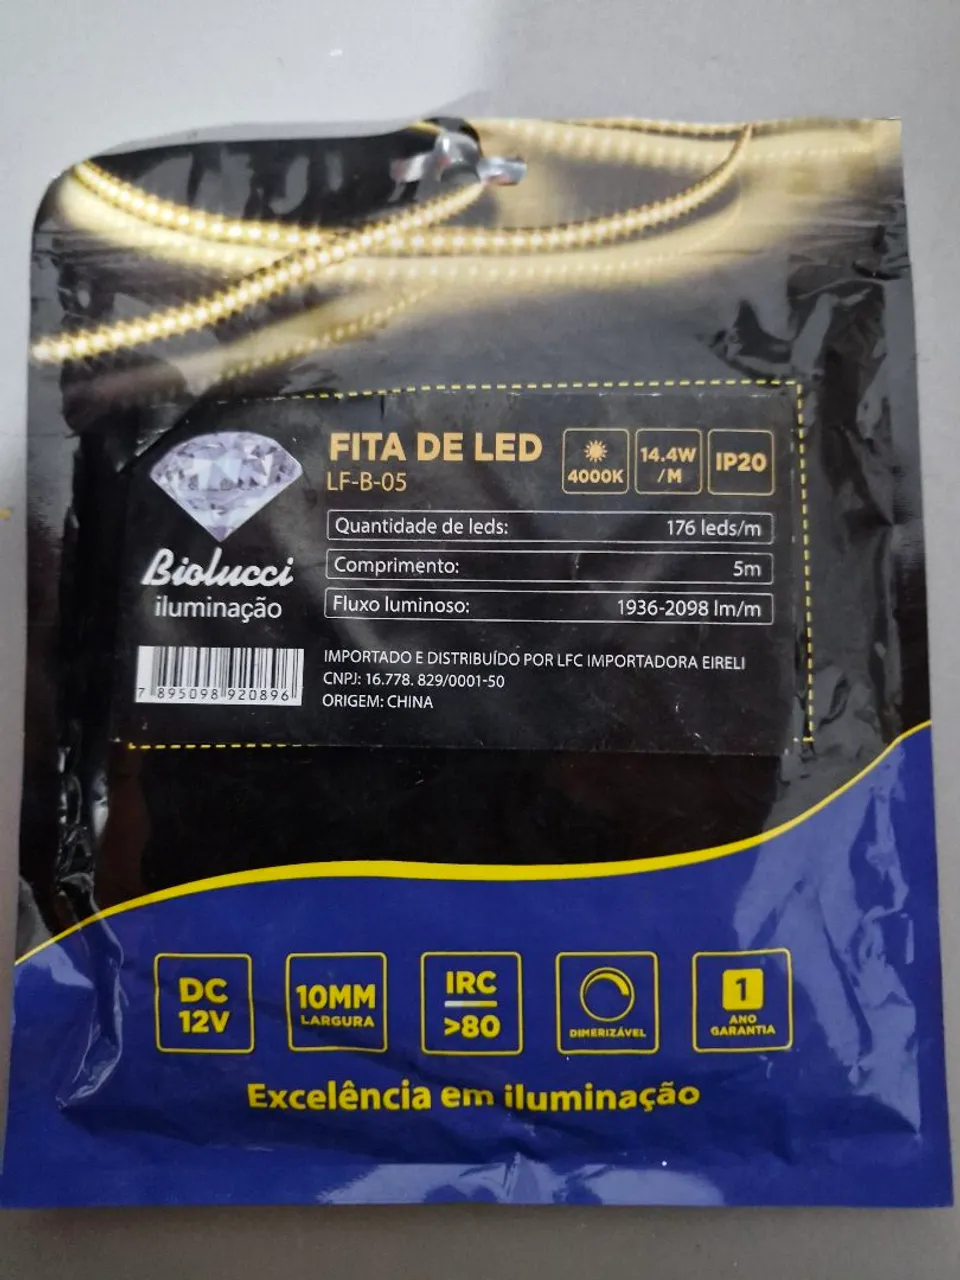 FITA DE LED
LF-B-05
4000K
14.4W
/M
IP20
Quantidade de leds: 176 leds/m
Comprimento: 5m
Fluxo luminoso: 1936-2098 lm/m
Biolucci
iluminação
7 895098 920896
IMPORTADO E DISTRIBUÍDO POR LFC IMPORTADORA EIRELI
CNPJ: 16.778. 829/0001-50
ORIGEM: CHINA
DC
12V
10MM
LARGURA
IRC
>80
DIMERIZÁVEL
1
ANO
GARANTIA
Excelência em iluminação